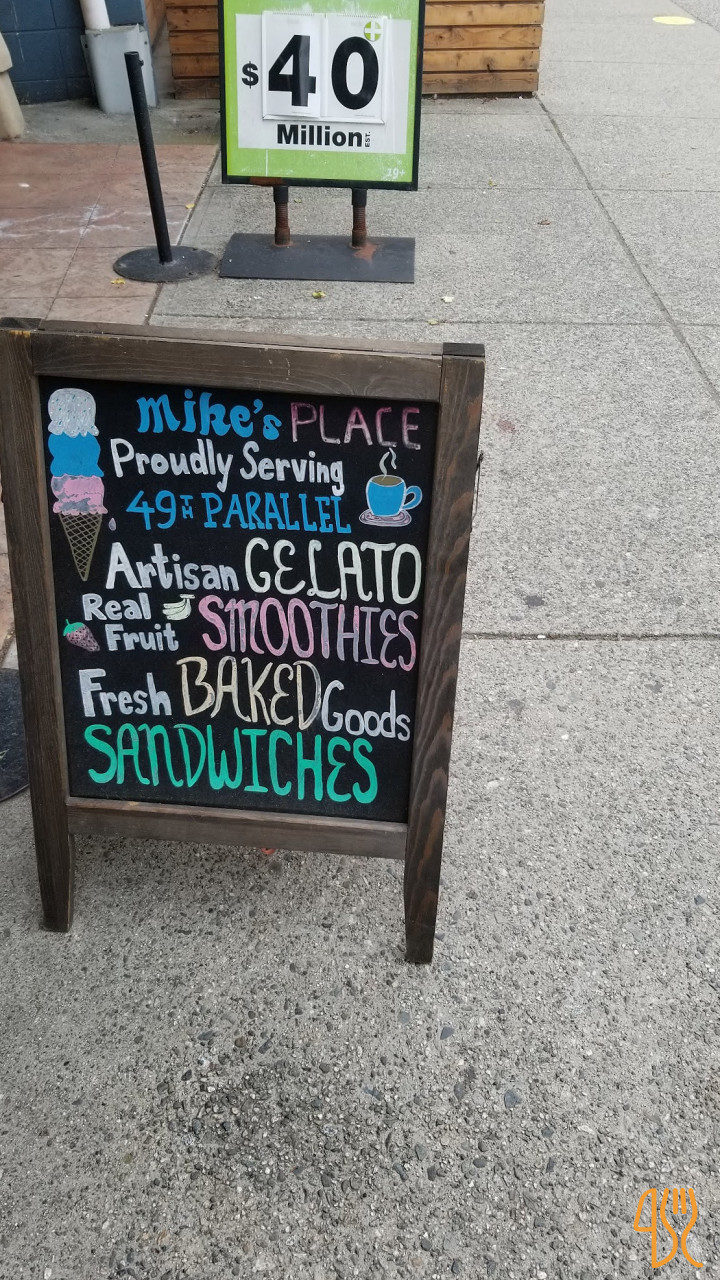 $40
Million EST.
19+
mike's PLACE
Proudly Serving
49TH PARALLEL
Artisan GELATO
Real Fruit SMOOTHIES
Fresh BAKED Goods
SANDWICHES